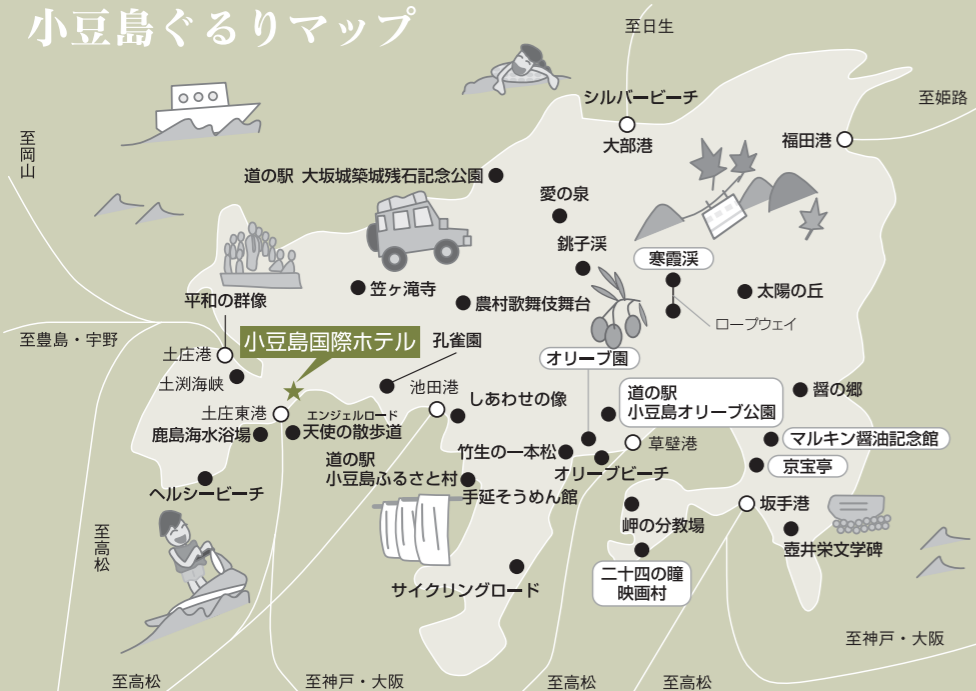 小豆島ぐるりマップ
至日生
シルバービーチ
大部港
至姫路
福田港
至岡山
道の駅 大坂城築城残石記念公園
愛の泉
銚子渓
寒霞渓
太陽の丘
ロープウェイ
笠ヶ滝寺
農村歌舞伎舞台
平和の群像
至豊島・宇野
小豆島国際ホテル
孔雀園
土庄港
土渕海峡
オリーブ園
池田港
しあわせの像
道の駅
小豆島オリーブ公園
醤の郷
土庄東港
エンジェルロード
天使の散歩道
鹿島海水浴場
草壁港
マルキン醤油記念館
竹生の一本松
オリーブビーチ
京宝亭
道の駅
小豆島ふるさと村
手延そうめん館
ヘルシービーチ
坂手港
岬の分教場
壺井栄文学碑
至高松
二十四の瞳
映画村
サイクリングロード
至神戸・大阪
至高松
至神戸・大阪
至高松
至高松